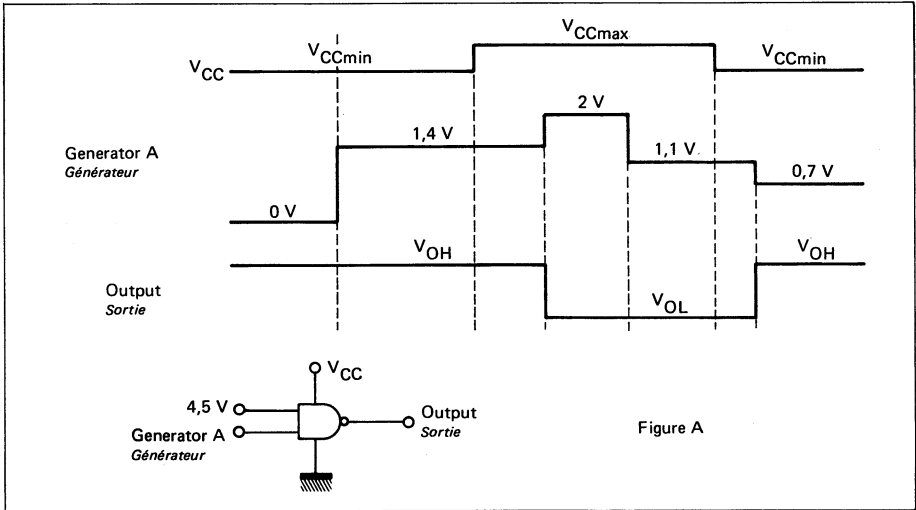 VCCmax
VCCmin
VCCmin
VCC
2 V
1,4 V
1,1 V
Generator A
Générateur
0,7 V
0 V
VOH
VOH
Output
Sortie
VOL
VCC
4,5 V
Output
Sortie
Generator A
Générateur
Figure A